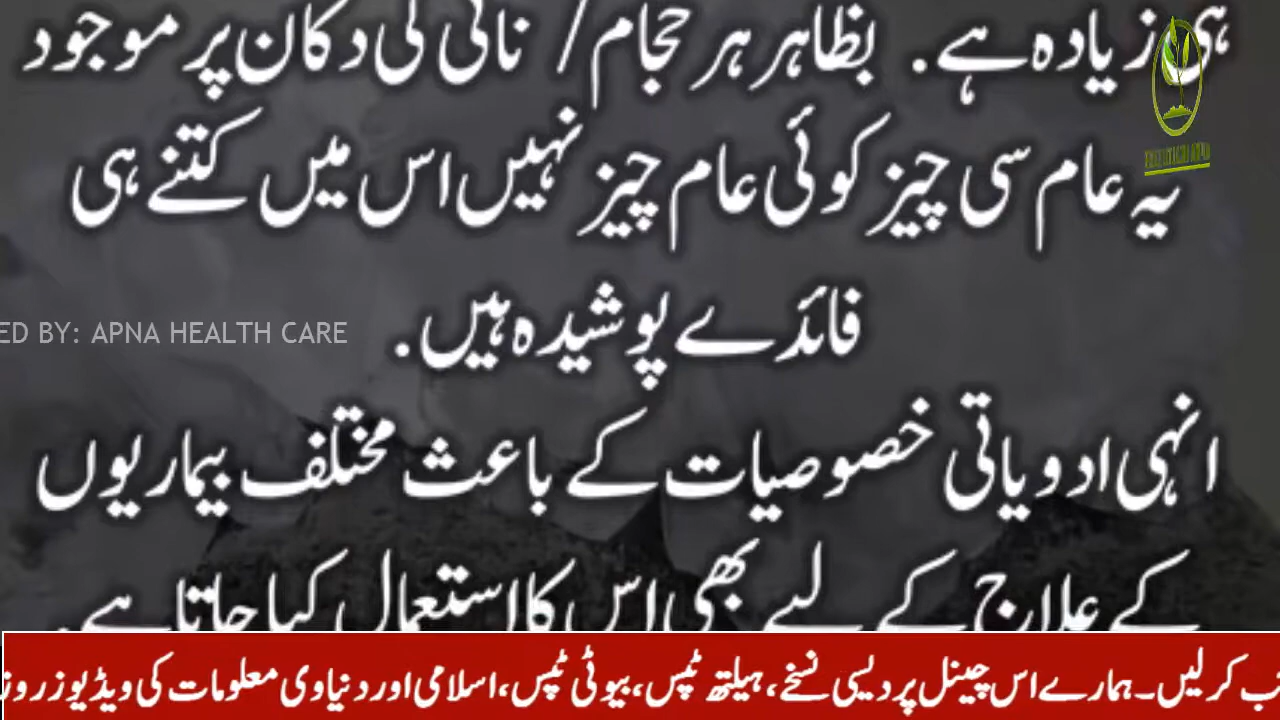 ہی زیادہ ہے. بظاہر ہر حجام/ نائی کی دکان پر موجود
یہ عام سی چیز کوئی عام چیز نہیں اس میں کتنے ہی
فائدے پوشیدہ ہیں.
ED BY: APNA HEALTH CARE
انہی ادویاتی خصوصیات کے باعث مختلف بیماریوں
کے علاج کے لیے بھی اس کا استعمال کیا جاتا ہے.
کرلیں۔ہمارے اس چینل پر دیسی نسخے، ہیلتھ ٹپس، بیوٹی ٹپس، اسلامی اور دنیاوی معلومات کی ویڈیوز روز